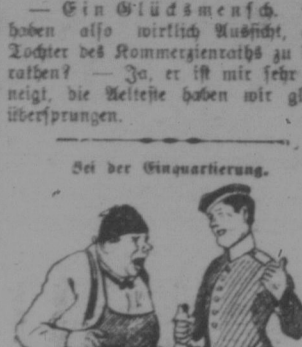 — Ein Glücksmensch.
haben also wirklich Aussicht,
Tochter des Kommerzienraths zu
rathen? — Ja, er ist mir sehr
neigt, die Aelteste haben wir gl
übersprungen.
Bei der Einquartierung.